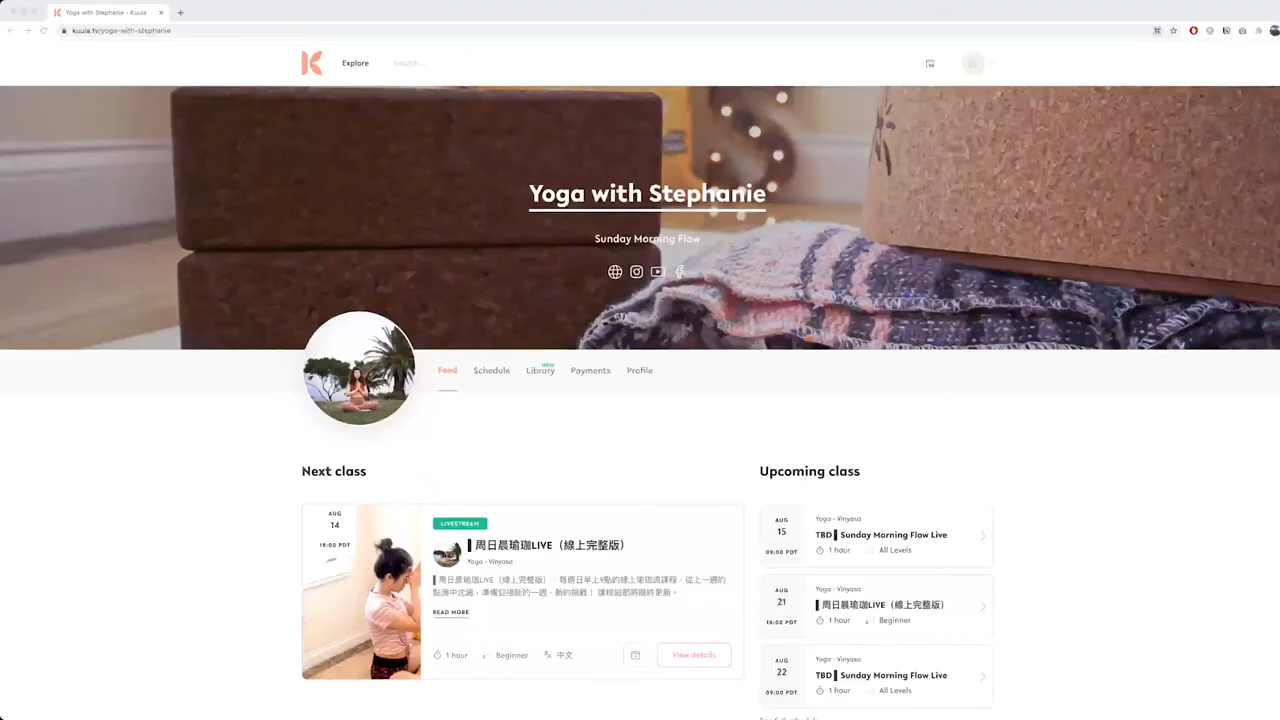 Yoga with Stephanie - Kuula
kuula.tv/yoga-with-stephanie
Explore
Search...
Yoga with Stephanie
Sunday Morning Flow
Feed
Schedule
NEW
Library
Payments
Profile
Next class
Upcoming class
AUG
14
18:00 PDT
LIVESTREAM
▌周日晨瑜珈LIVE（線上完整版）
Yoga - Vinyasa
READ MORE
1 hour
Beginner
中文
View details
AUG
15
09:00 PDT
Yoga - Vinyasa
TBD▐ Sunday Morning Flow Live
1 hour
All Levels
AUG
21
18:00 PDT
Yoga - Vinyasa
▌周日晨瑜珈LIVE（線上完整版）
1 hour
Beginner
AUG
22
09:00 PDT
Yoga - Vinyasa
TBD▐ Sunday Morning Flow Live
1 hour
All Levels